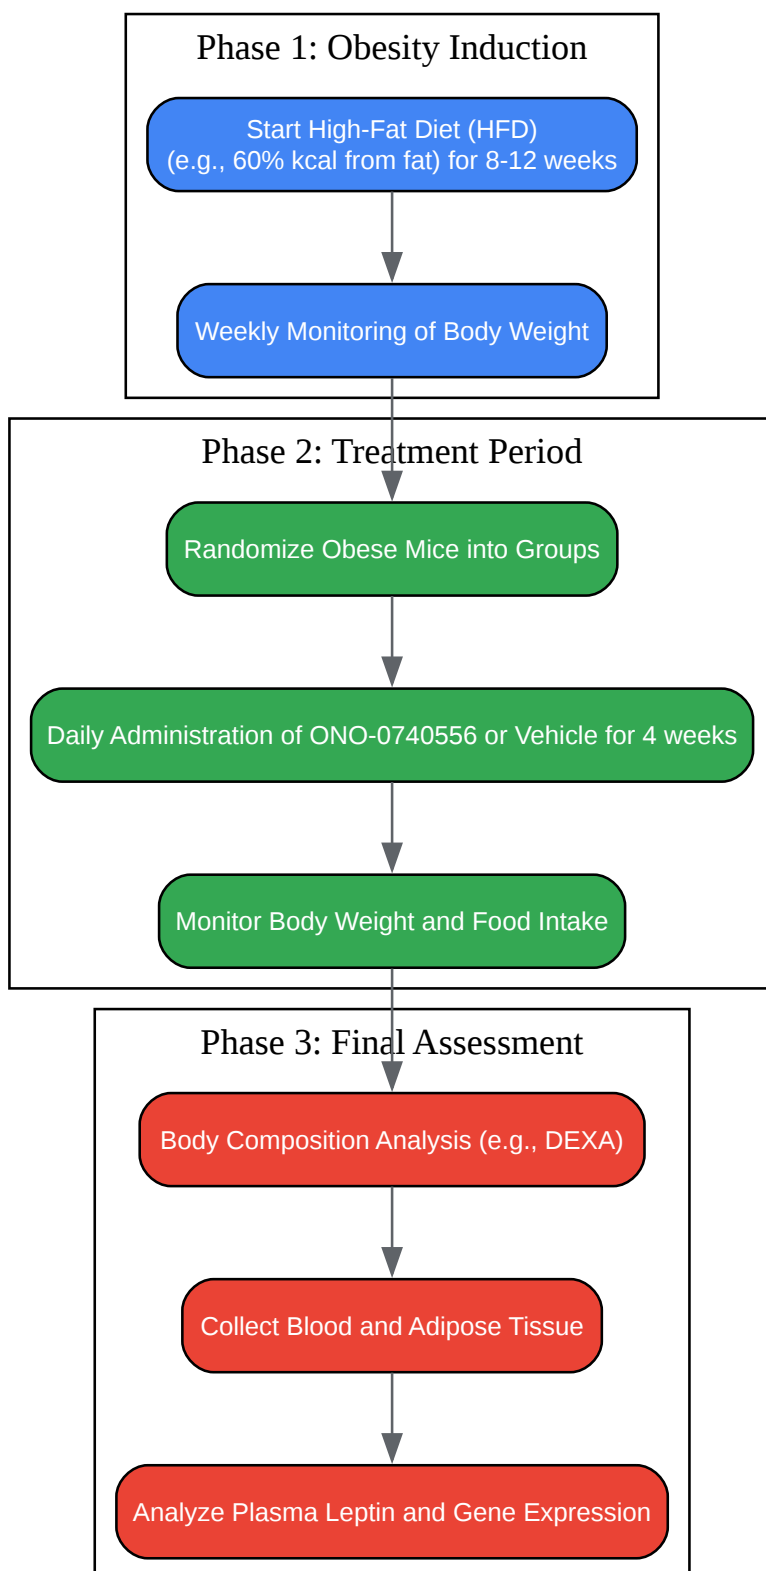 Phase 1: Obesity Induction
Start High-Fat Diet (HFD)
(e.g., 60% kcal from fat) for 8-12 weeks
Weekly Monitoring of Body Weight
Phase 2: Treatment Period
Randomize Obese Mice into Groups
Daily Administration of ONO-0740556 or Vehicle for 4 weeks
Monitor Body Weight and Food Intake
Phase 3: Final Assessment
Body Composition Analysis (e.g., DEXA)
Collect Blood and Adipose Tissue
Analyze Plasma Leptin and Gene Expression